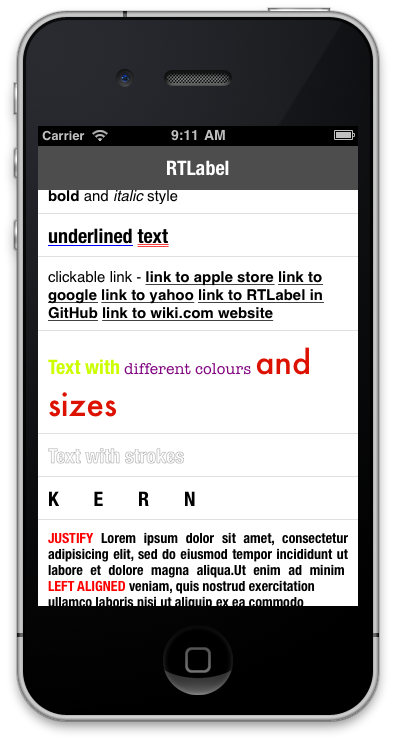 Carrier 9:11 AM
RTLabel
bold and italic style
underlined text
clickable link - link to apple store link to
google link to yahoo link to RTLabel in
GitHub link to wiki.com website
Text with different colours and
sizes
Text with strokes
K E R N
JUSTIFY Lorem ipsum dolor sit amet, consectetur
adipisicing elit, sed do eiusmod tempor incididunt ut
labore et dolore magna aliqua.Ut enim ad minim
LEFT ALIGNED veniam, quis nostrud exercitation
ullamco laboris nisi ut aliquip ex ea commodo